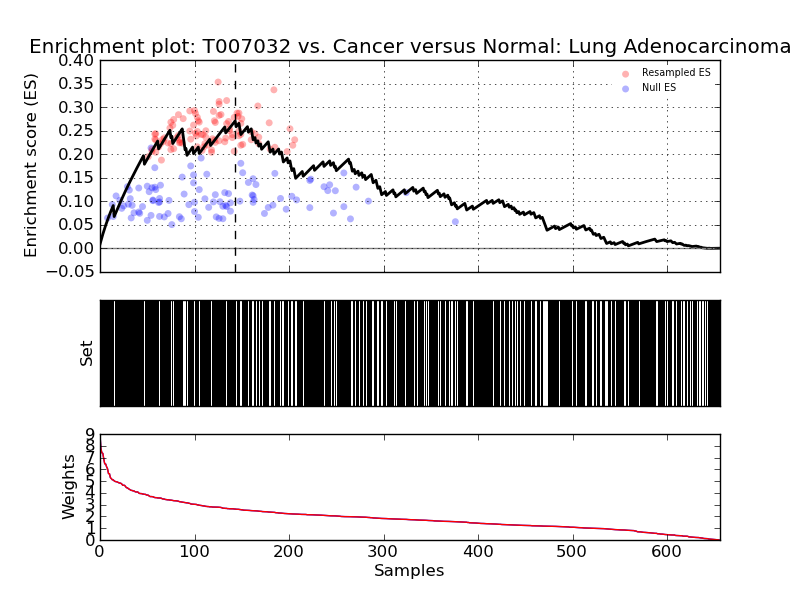 Enrichment plot: T007032 vs. Cancer versus Normal: Lung Adenocarcinoma
Enrichment score (ES)
0.40
0.35
0.30
0.25
0.20
0.15
0.10
0.05
0.00
−0.05
Resampled ES
Null ES
Set
Weights
9
8
7
6
5
4
3
2
1
0
0 100 200 300 400 500 600
Samples